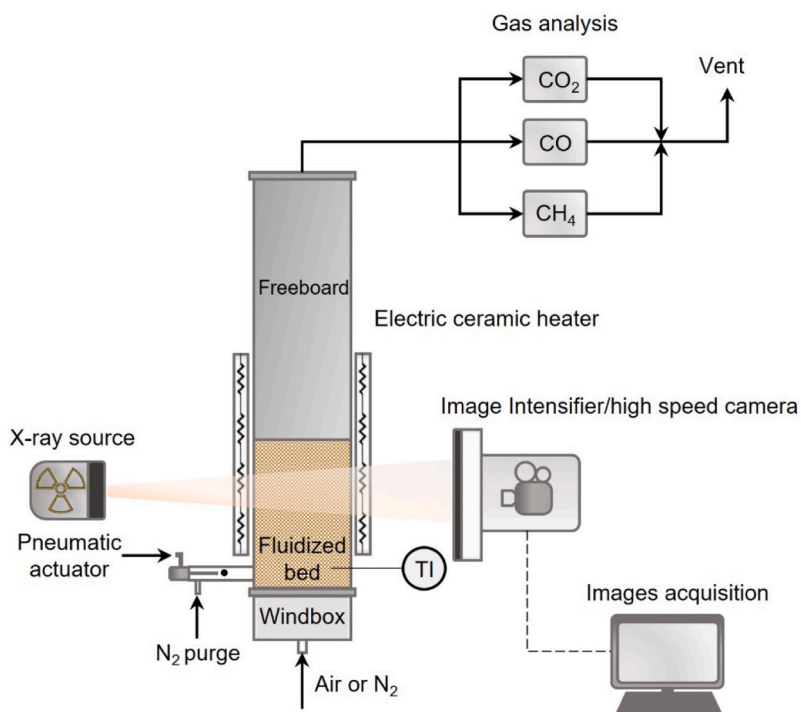 Gas analysis
CO₂
Vent
CO
CH₄
Freeboard
Electric ceramic heater
Image Intensifier/high speed camera
X-ray source
Pneumatic
actuator
Fluidized
bed
TI
Images acquisition
Windbox
N₂ purge
Air or N₂